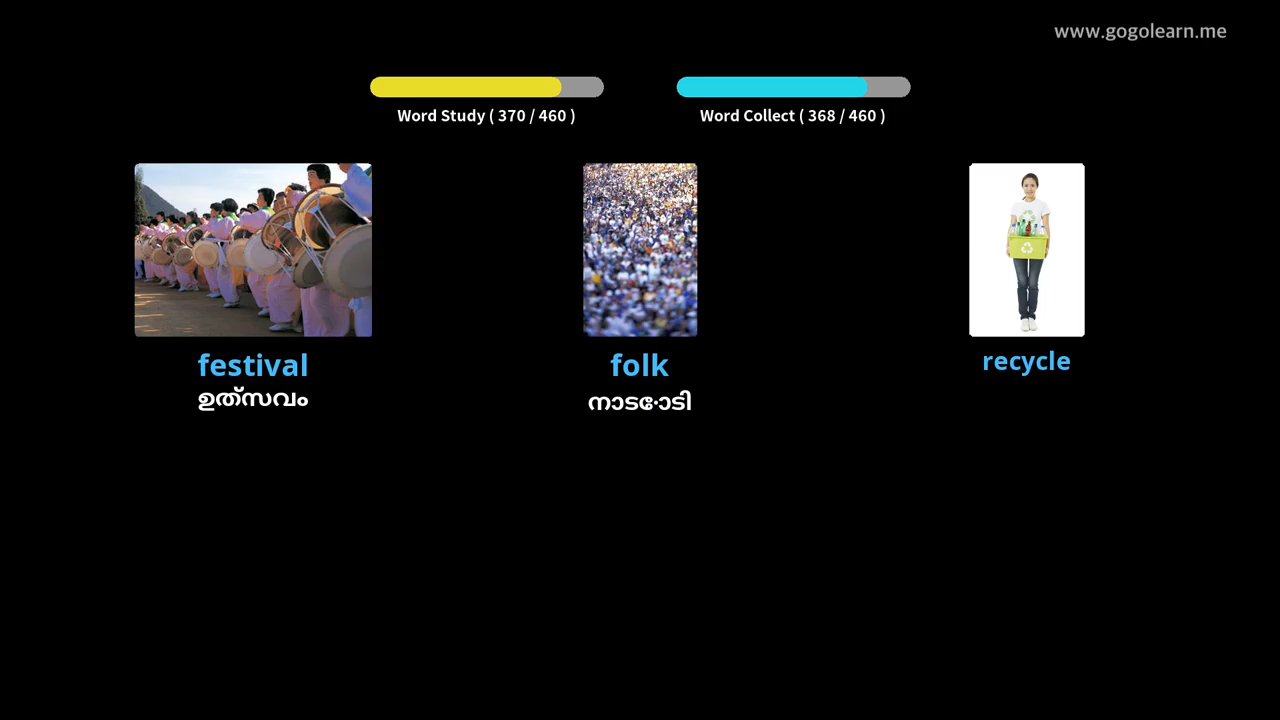 www.gogolearn.me
Word Study ( 370 / 460 )
Word Collect ( 368 / 460 )
festival
folk
recycle
ഉത്സവം
നാടോടി